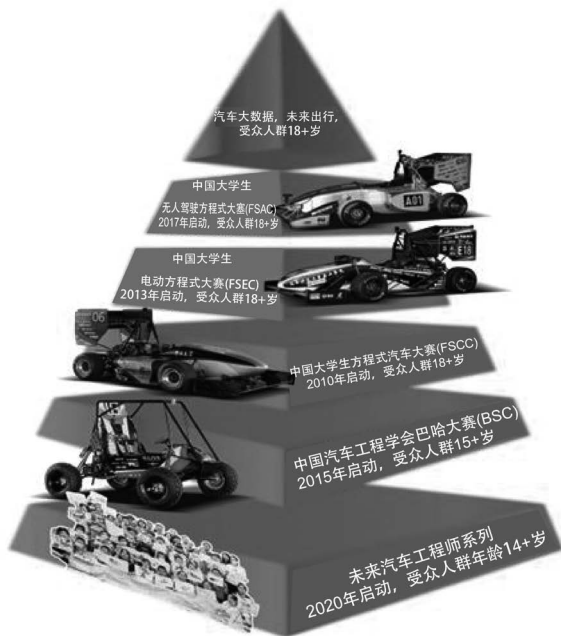 汽车大数据，未来出行，
受众人群18+岁
中国大学生
无人驾驶方程式大赛(FSAC)
2017年启动，受众人群18+岁
A01
中国大学生
电动方程式大赛(FSEC)
2013年启动，受众人群18+岁
E18
06
中国大学生方程式汽车大赛(FSCC)
2010年启动，受众人群18+岁
中国汽车工程学会巴哈大赛(BSC)
2015年启动，受众人群15+岁
未来汽车工程师系列
2020年启动，受众人群年龄14+岁